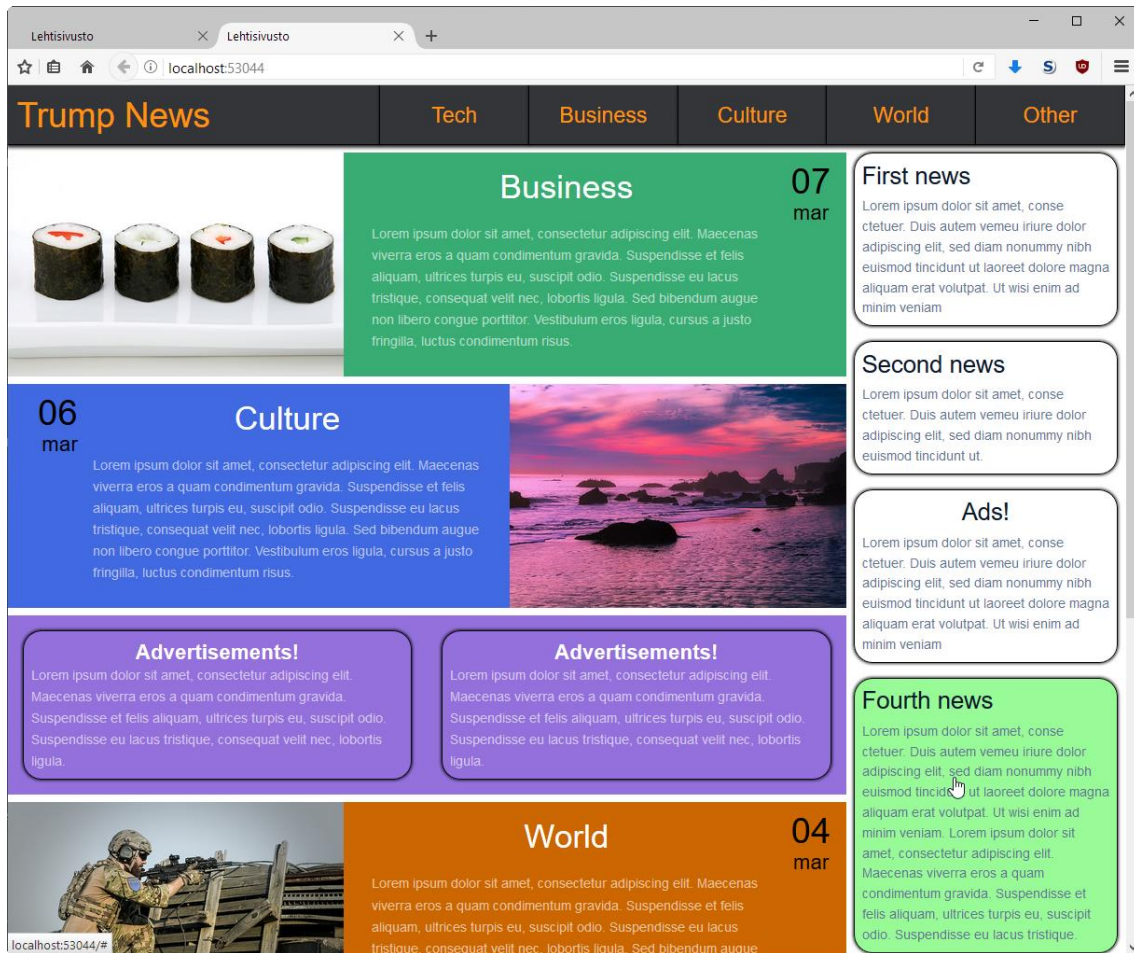 Lehtisivusto
Lehtisivusto
localhost:53044
Trump News
Tech
Business
Culture
World
Other
Business
07
mar
Lorem ipsum dolor sit amet, consectetur adipiscing elit. Maecenas
viverra eros a quam condimentum gravida. Suspendisse et felis
aliquam, ultrices turpis eu, suscipit odio. Suspendisse eu lacus
tristique, consequat velit nec, lobortis ligula. Sed bibendum augue
non libero congue porttitor. Vestibulum eros ligula, cursus a justo
fringilla, luctus condimentum risus.
06
mar
Culture
Lorem ipsum dolor sit amet, consectetur adipiscing elit. Maecenas
viverra eros a quam condimentum gravida. Suspendisse et felis
aliquam, ultrices turpis eu, suscipit odio. Suspendisse eu lacus
tristique, consequat velit nec, lobortis ligula. Sed bibendum augue
non libero congue porttitor. Vestibulum eros ligula, cursus a justo
fringilla, luctus condimentum risus.
Advertisements!
Lorem ipsum dolor sit amet, consectetur adipiscing elit.
Maecenas viverra eros a quam condimentum gravida.
Suspendisse et felis aliquam, ultrices turpis eu, suscipit odio.
Suspendisse eu lacus tristique, consequat velit nec, lobortis
ligula.
Advertisements!
Lorem ipsum dolor sit amet, consectetur adipiscing elit.
Maecenas viverra eros a quam condimentum gravida.
Suspendisse et felis aliquam, ultrices turpis eu, suscipit odio.
Suspendisse eu lacus tristique, consequat velit nec, lobortis
ligula.
World
04
mar
Lorem ipsum dolor sit amet, consectetur adipiscing elit. Maecenas
viverra eros a quam condimentum gravida. Suspendisse et felis
aliquam, ultrices turpis eu, suscipit odio. Suspendisse eu lacus
tristique, consequat velit nec, lobortis ligula. Sed bibendum augue
First news
Lorem ipsum dolor sit amet, conse
ctetuer. Duis autem vemeu iriure dolor
adipiscing elit, sed diam nonummy nibh
euismod tincidunt ut laoreet dolore magna
aliquam erat volutpat. Ut wisi enim ad
minim veniam
Second news
Lorem ipsum dolor sit amet, conse
ctetuer. Duis autem vemeu iriure dolor
adipiscing elit, sed diam nonummy nibh
euismod tincidunt ut.
Ads!
Lorem ipsum dolor sit amet, conse
ctetuer. Duis autem vemeu iriure dolor
adipiscing elit, sed diam nonummy nibh
euismod tincidunt ut laoreet dolore magna
aliquam erat volutpat. Ut wisi enim ad
minim veniam
Fourth news
Lorem ipsum dolor sit amet, conse
ctetuer. Duis autem vemeu iriure dolor
adipiscing elit, sed diam nonummy nibh
euismod ut laoreet dolore magna
aliquam erat volutpat. Ut wisi enim ad
minim veniam. Lorem ipsum dolor sit
amet, consectetur adipiscing elit.
Maecenas viverra eros a quam
condimentum gravida. Suspendisse et
felis aliquam, ultrices turpis eu, suscipit
odio. Suspendisse eu lacus tristique.
localhost:53044/#